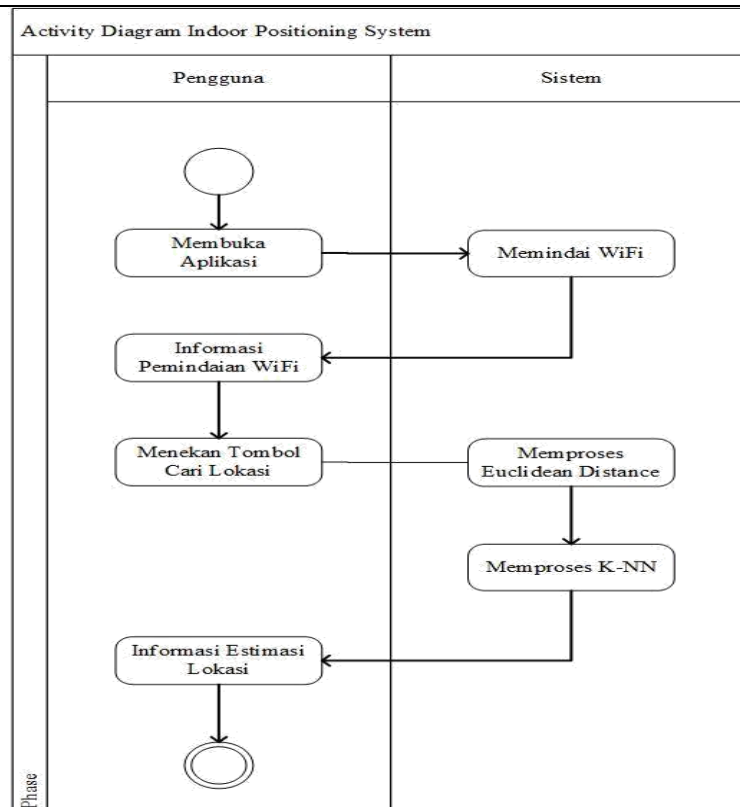 Activity Diagram Indoor Positioning System
Pengguna
Sistem
Membuka
Aplikasi
Memindai WiFi
Informasi
Pemindaian WiFi
Menekan Tombol
Cari Lokasi
Memproses
Euclidean Distance
Memproses K-NN
Informasi Estimasi
Lokasi
Phase